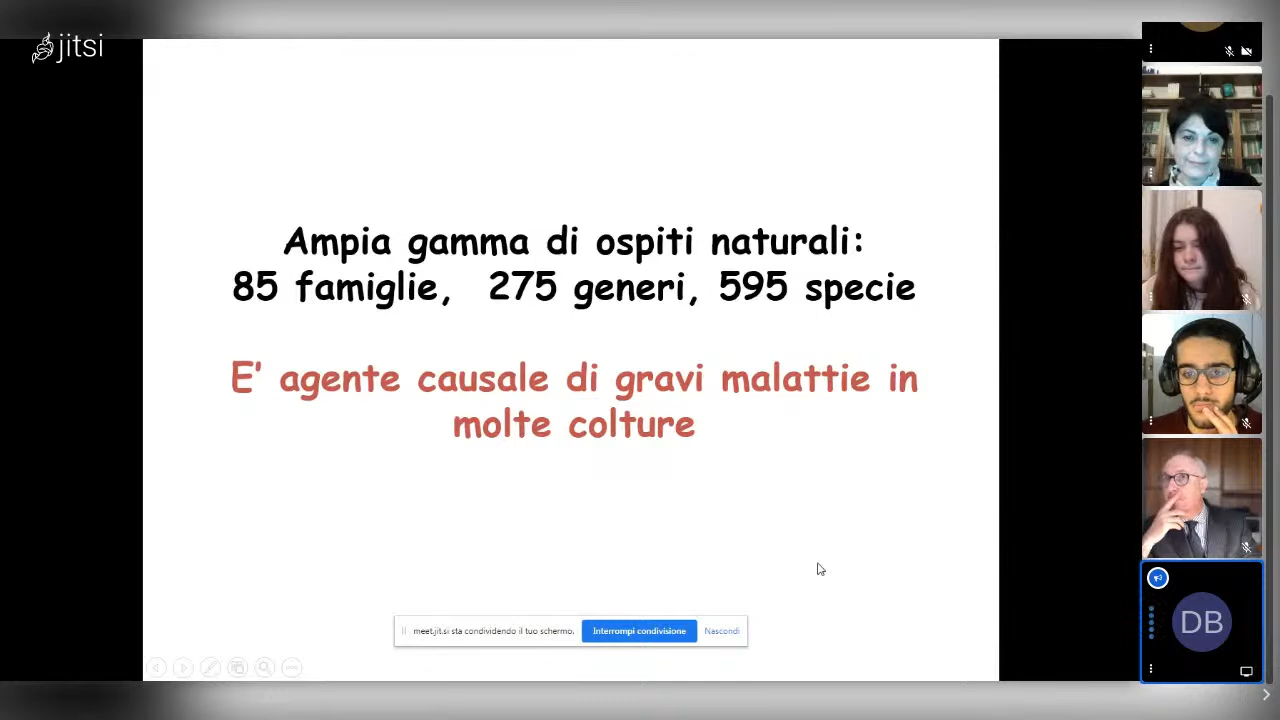 jitsi
Ampia gamma di ospiti naturali:
85 famiglie, 275 generi, 595 specie
E' agente causale di gravi malattie in
molte colture
meet.jit.si sta condividendo il tuo schermo.
Interrompi condivisione
Nascondi
DB